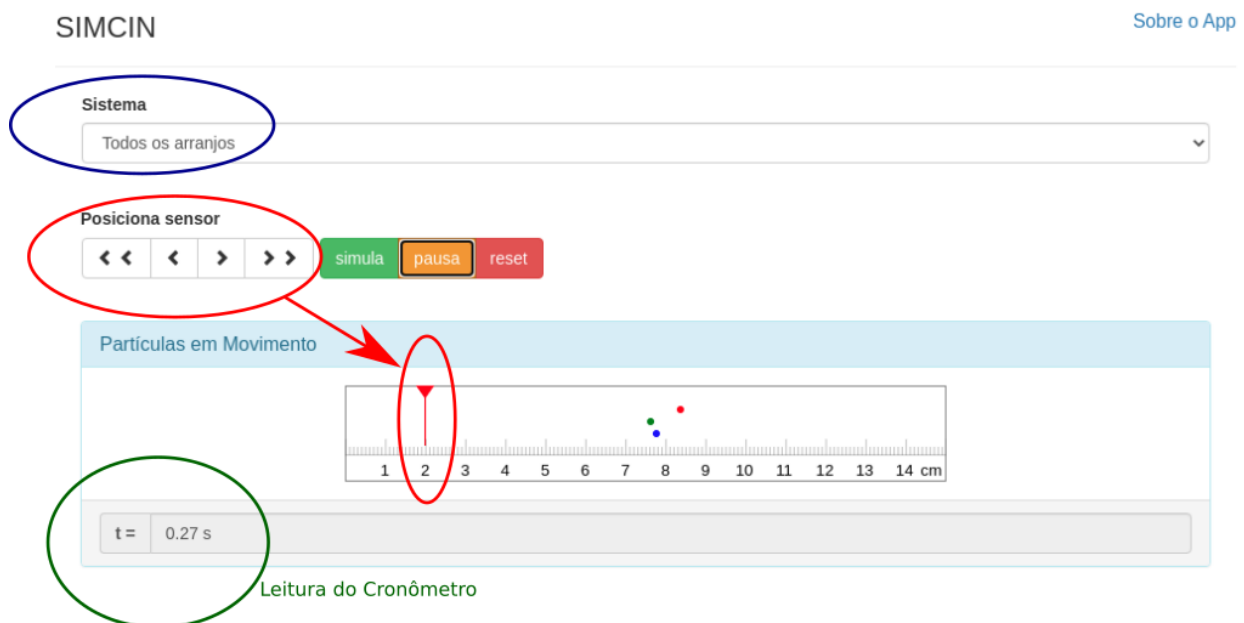 SIMCIN
Sobre o App
Sistema
Todos os arranjos
Posiciona sensor
simula pausa reset
Partículas em Movimento
1 2 3 4 5 6 7 8 9 10 11 12 13 14 cm
t = 0.27 s
Leitura do Cronômetro